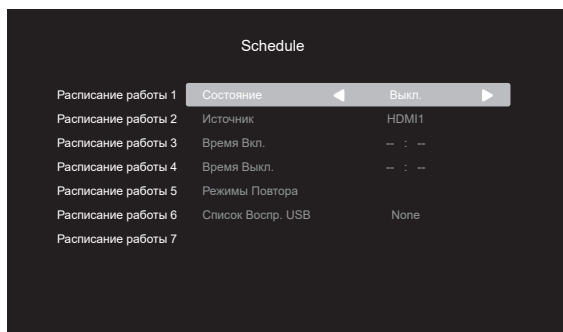 Schedule
Расписание работы 1 Состояние Выкл.
Расписание работы 2 Источник HDMI1
Расписание работы 3 Время Вкл. -- : --
Расписание работы 4 Время Выкл. -- : --
Расписание работы 5 Режимы Повтора
Расписание работы 6 Список Воспр. USB None
Расписание работы 7